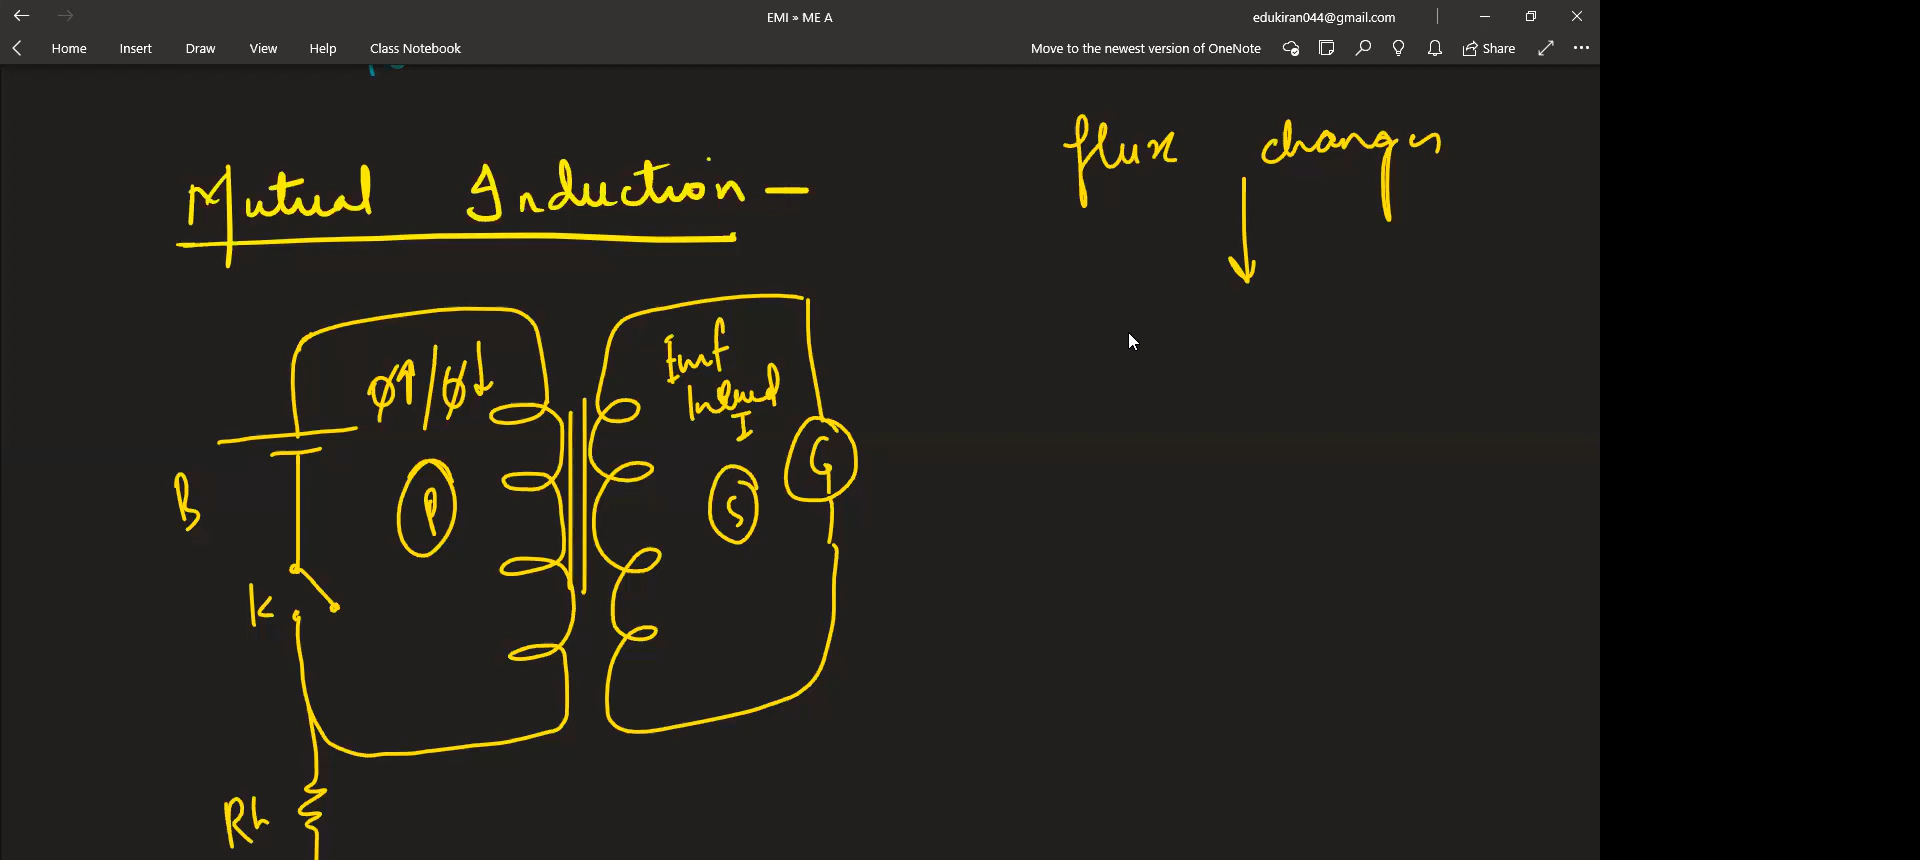 EMI » ME A
edukiran044@gmail.com
Home Insert Draw View Help Class Notebook
Move to the newest version of OneNote
Share
flux changes
Mutual Induction —
ϕ↑/ϕ↓
Emf
I
P
S
G
B
K
Rh